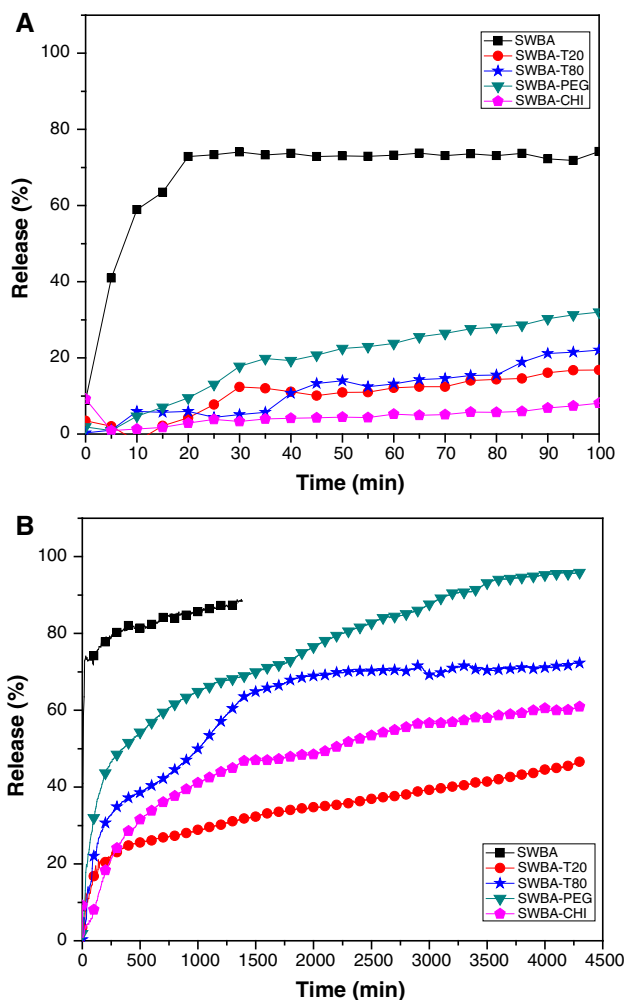 A
SWBA
SWBA-T20
SWBA-T80
SWBA-PEG
SWBA-CHI
100
80
60
40
20
0
Release (%)
0 10 20 30 40 50 60 70 80 90 100
Time (min)
B
100
80
60
40
20
0
Release (%)
SWBA
SWBA-T20
SWBA-T80
SWBA-PEG
SWBA-CHI
0 500 1000 1500 2000 2500 3000 3500 4000 4500
Time (min)